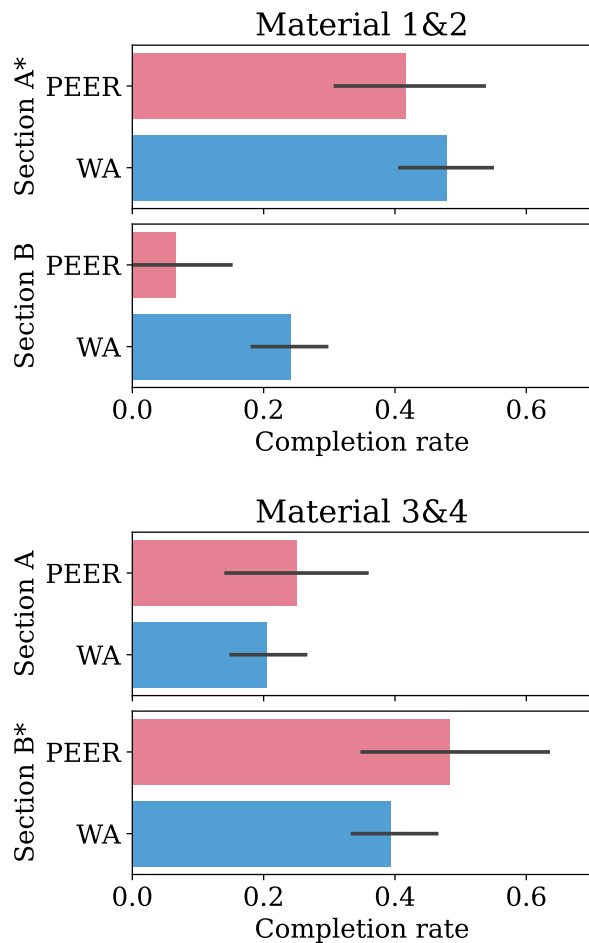 Material 1&2
Section A*
PEER
WA
Section B
PEER
WA
0.0 0.2 0.4 0.6
Completion rate
Material 3&4
Section A
PEER
WA
Section B*
PEER
WA
0.0 0.2 0.4 0.6
Completion rate